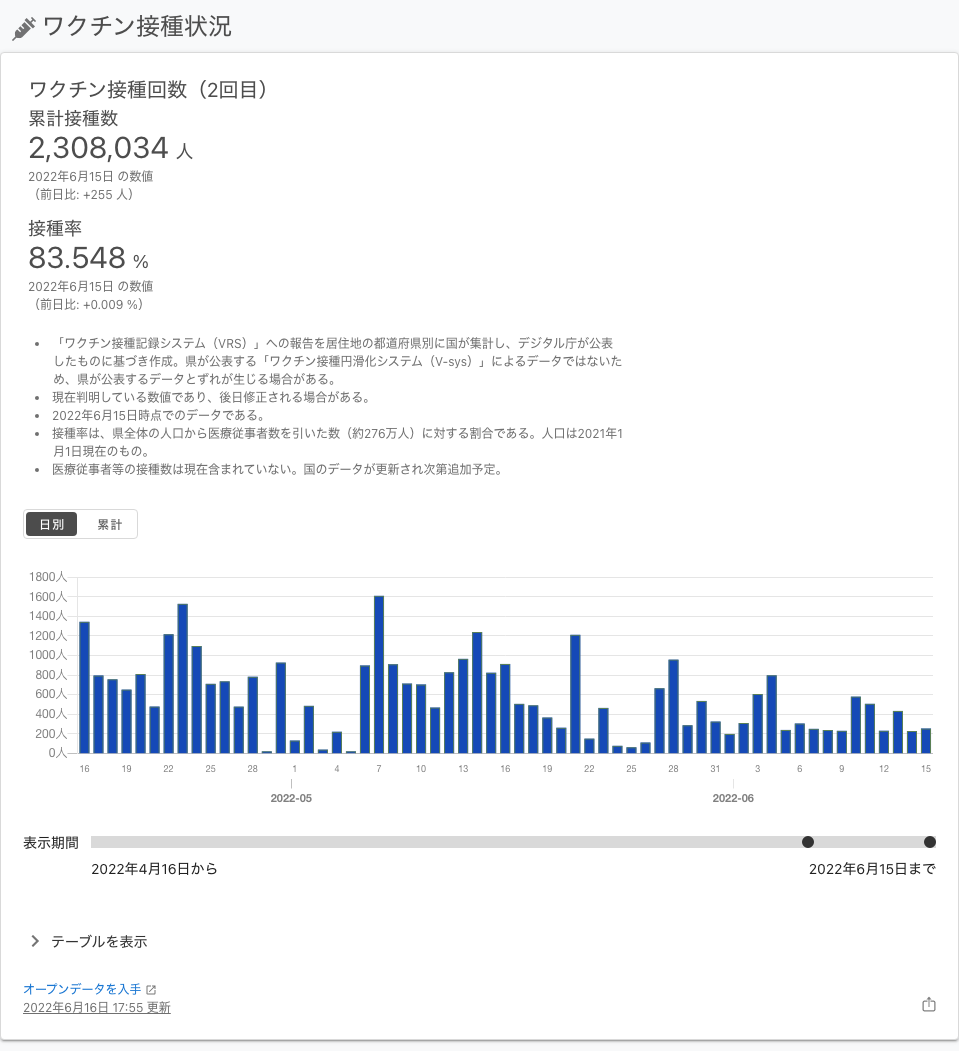 ワクチン接種状況
ワクチン接種回数（2回目）
累計接種数
2,308,034 人
2022年6月15日 の数値
（前日比: +255 人）
接種率
83.548 %
2022年6月15日 の数値
（前日比: +0.009 %）
• 「ワクチン接種記録システム（VRS）」への報告を居住地の都道府県別に国が集計し、デジタル庁が公表
したものに基づき作成。県が公表する「ワクチン接種円滑化システム（V-sys）」によるデータではないた
め、県が公表するデータとずれが生じる場合がある。
• 現在判明している数値であり、後日修正される場合がある。
• 2022年6月15日時点でのデータである。
• 接種率は、県全体の人口から医療従事者数を引いた数（約276万人）に対する割合である。人口は2021年1
月1日現在のもの。
• 医療従事者等の接種数は現在含まれていない。国のデータが更新され次第追加予定。
日別 累計
1800人
1600人
1400人
1200人
1000人
800人
600人
400人
200人
0人
16 19 22 25 28 1 4 7 10 13 16 19 22 25 28 31 3 6 9 12 15
2022-05 2022-06
表示期間
2022年4月16日から 2022年6月15日まで
テーブルを表示
オープンデータを入手
2022年6月16日 17:55 更新